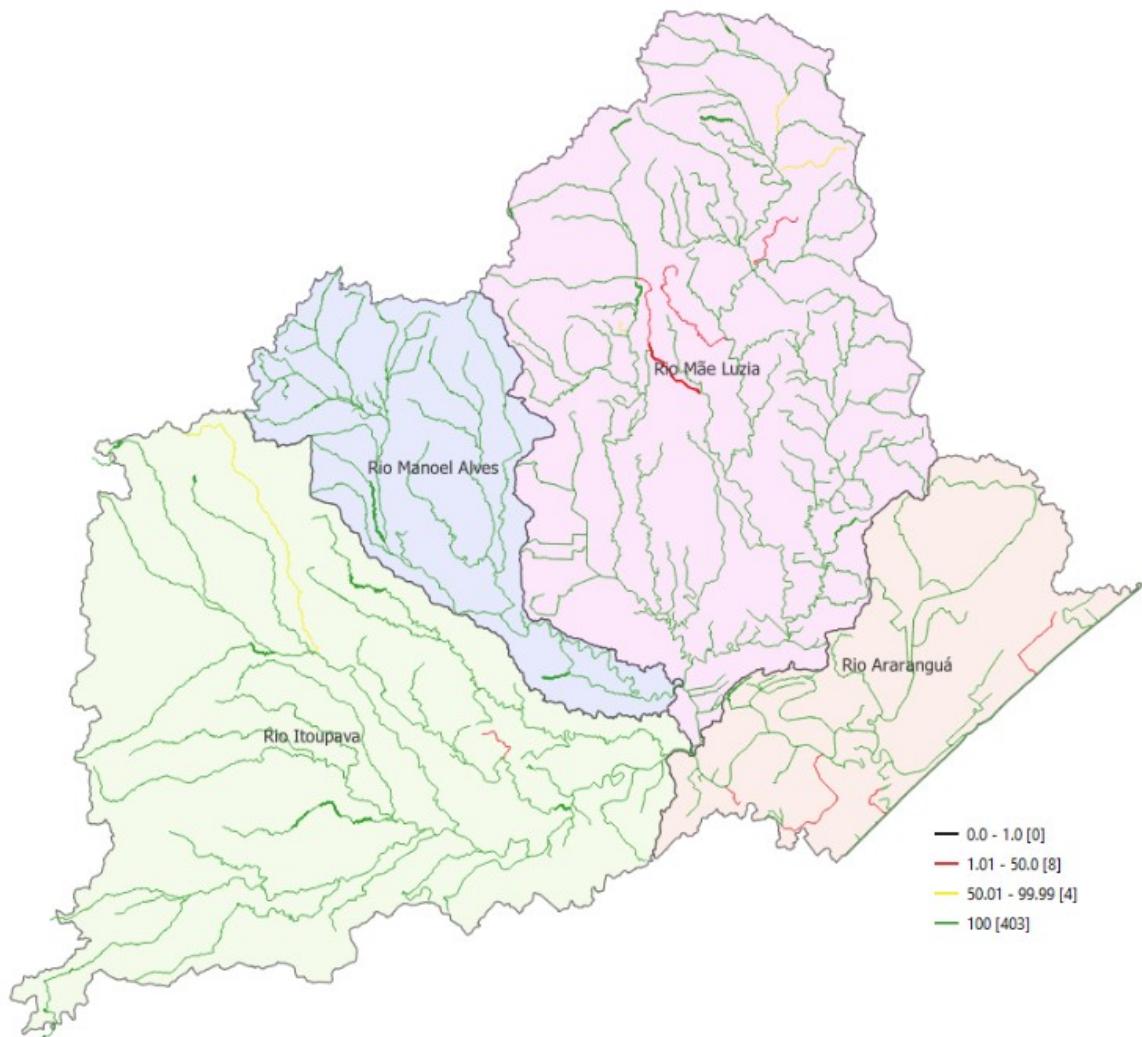 Rio Mãe Luzia
Rio Manoel Alves
Rio Araranguá
Rio Itoupava
0.0 - 1.0 [0]
1.01 - 50.0 [8]
50.01 - 99.99 [4]
100 [403]